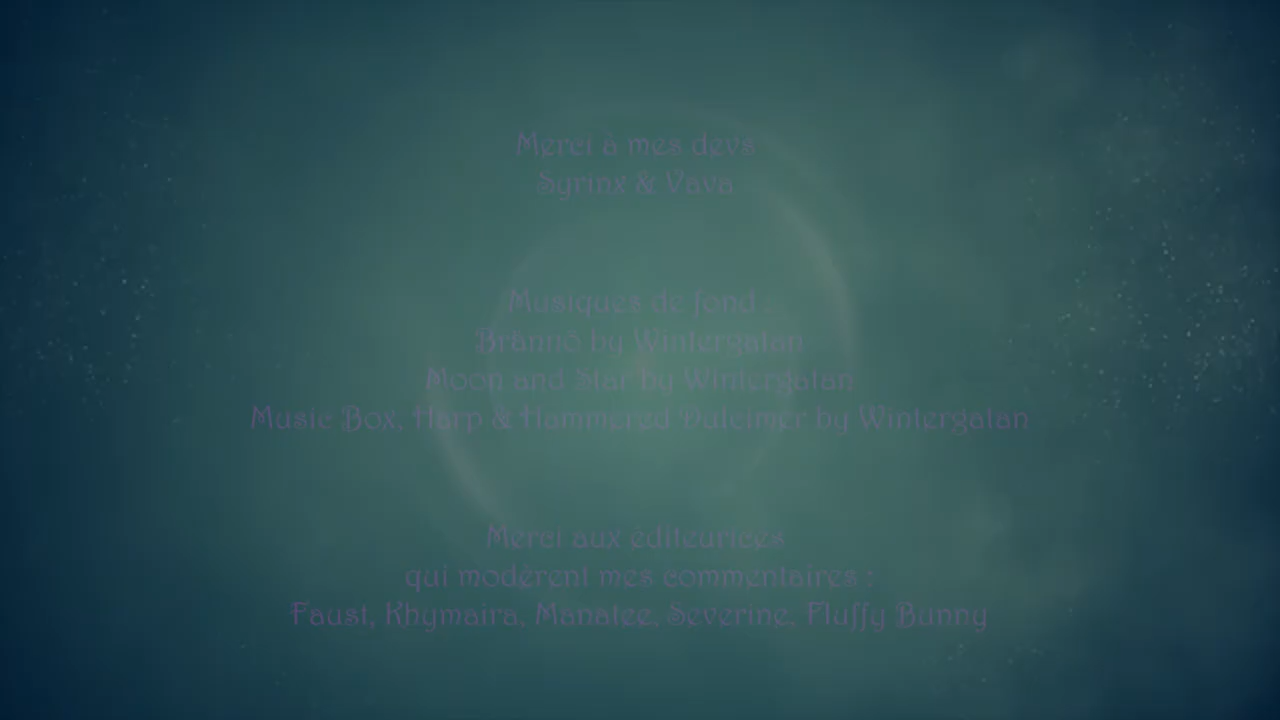 Merci à mes devs
Syrinx & Vava
Musiques de fond :
Brännö by Wintergatan
Moon and Star by Wintergatan
Music Box, Harp & Hammered Dulcimer by Wintergatan
Merci aux éditeurices
qui modèrent mes commentaires :
Faust, Khymaira, Manatee, Severine, Fluffy Bunny